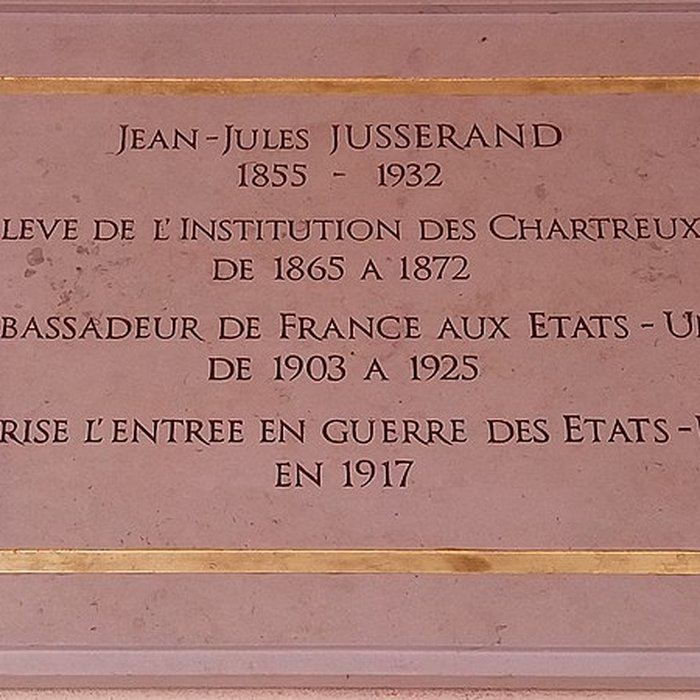 Jean-Jules JUSSERAND
1855 - 1932
LEVE DE L'INSTITUTION DES CHARTREUX
DE 1865 A 1872
BASSADEUR DE FRANCE AUX ETATS-U
DE 1903 A 1925
RISE L'ENTREE EN GUERRE DES ETATS-
EN 1917